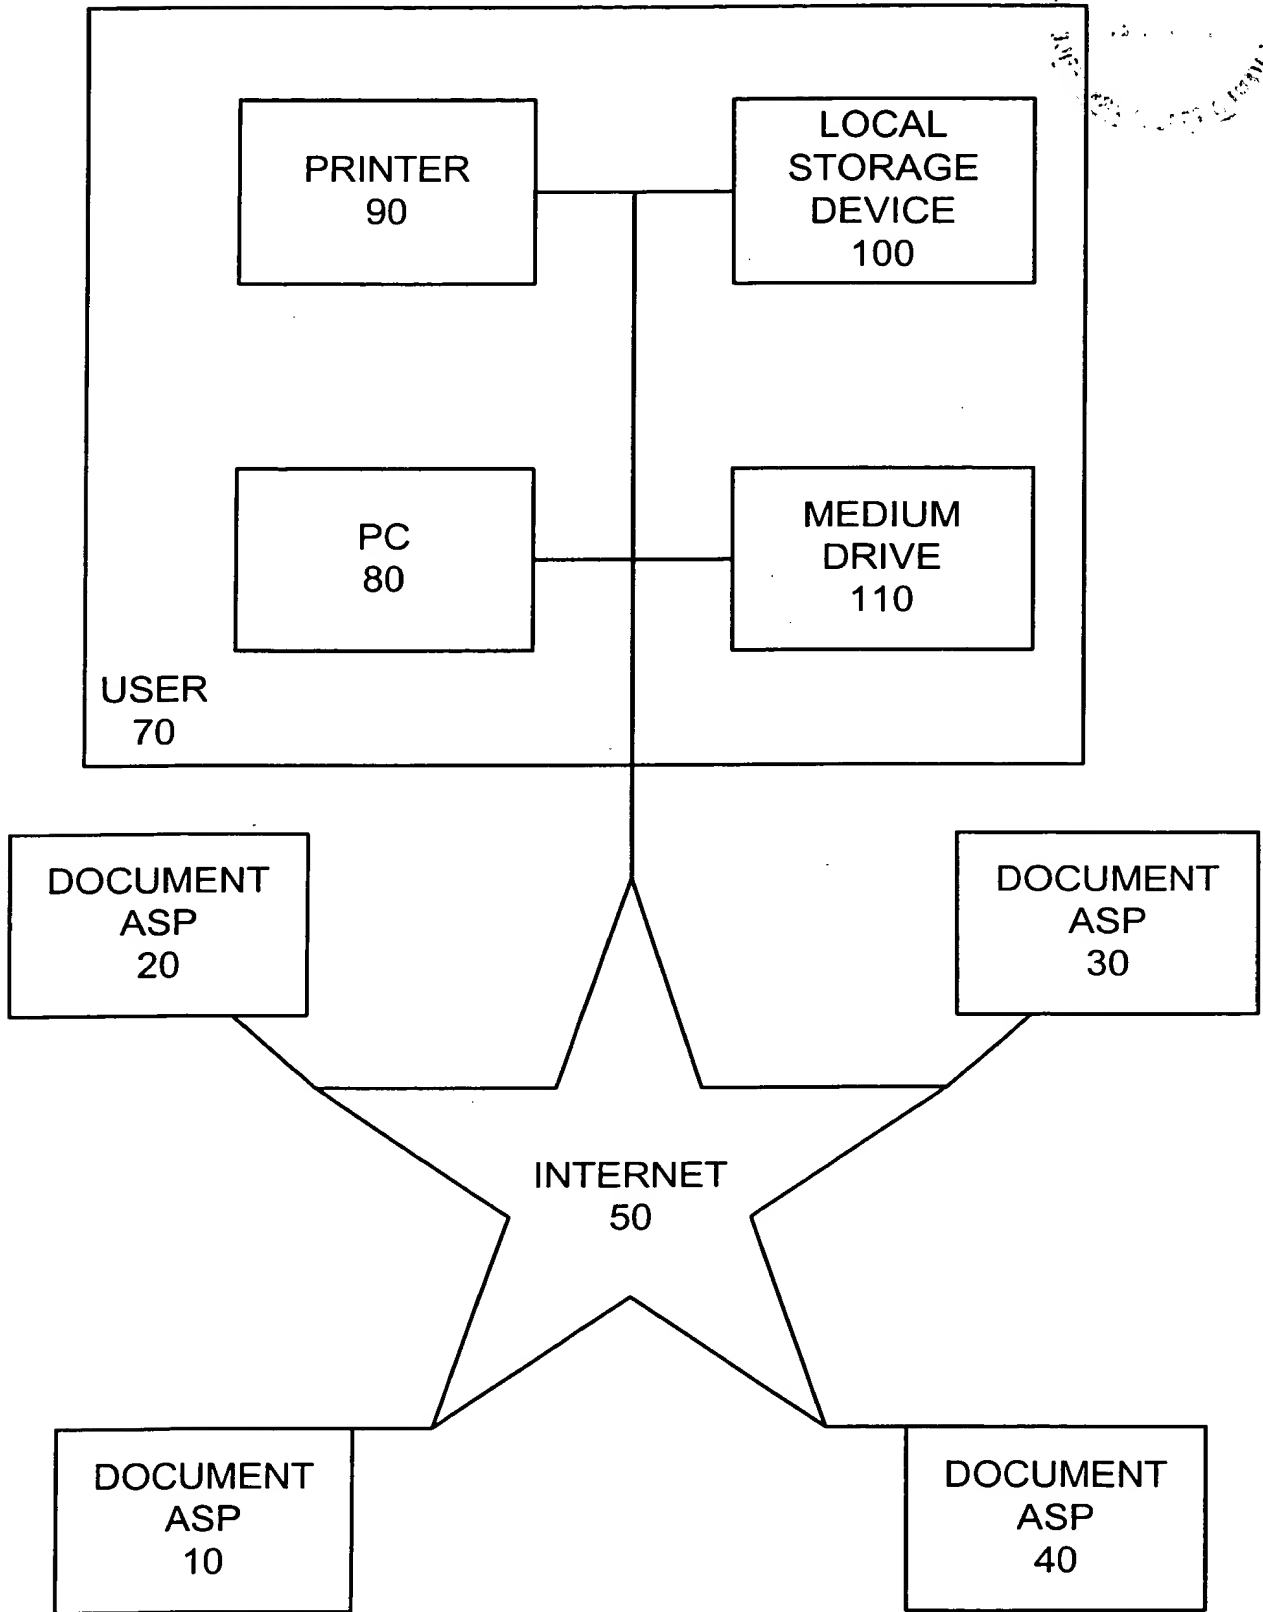 PRINTER
90
LOCAL
STORAGE
DEVICE
100
PC
80
MEDIUM
DRIVE
110
USER
70
DOCUMENT
ASP
20
DOCUMENT
ASP
30
INTERNET
50
DOCUMENT
ASP
10
DOCUMENT
ASP
40